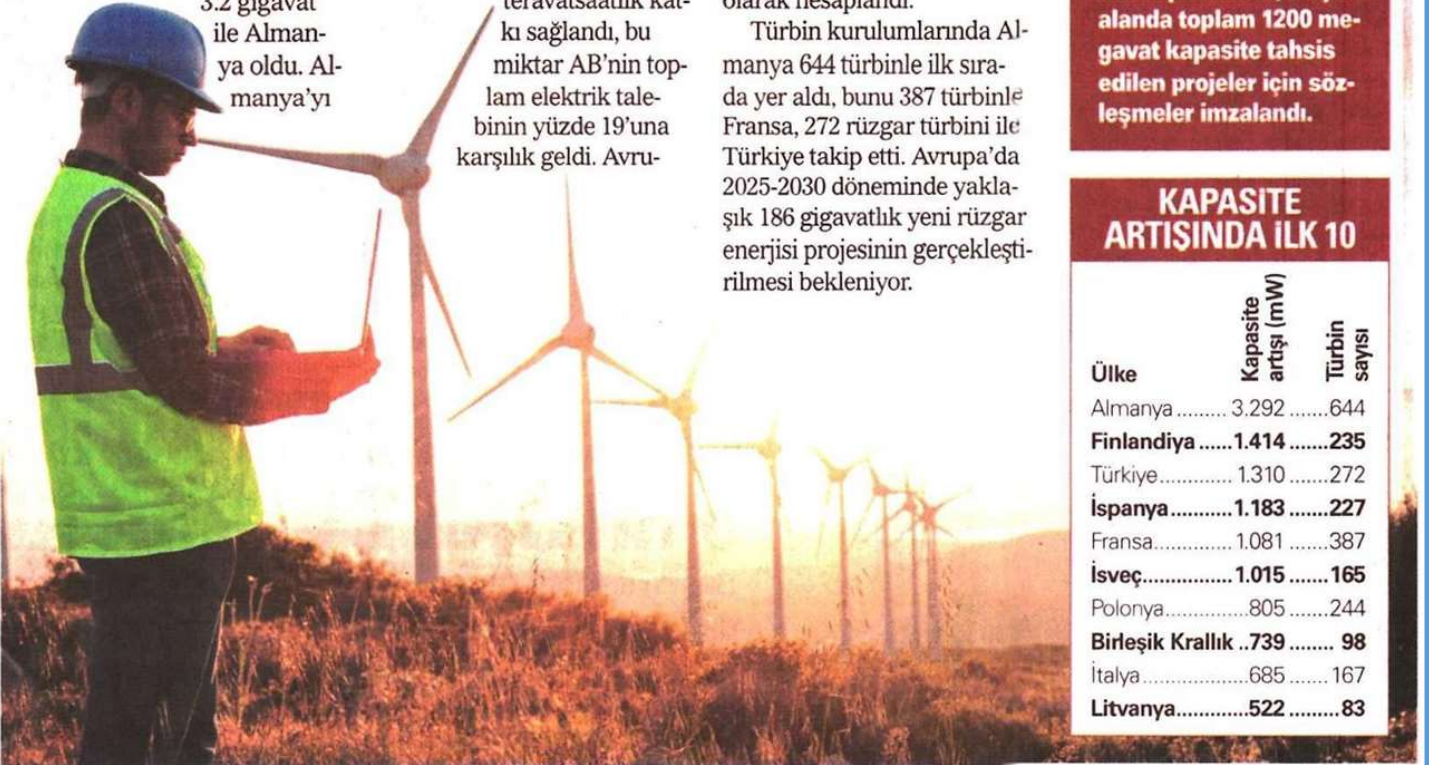 3.2 gigavat
ile Alman-
ya oldu. Al-
manya'yı
teravatsaatlik kat-
kı sağlandı, bu
miktar AB'nin top-
lam elektrik tale-
binin yüzde 19'una
karşılık geldi. Avru-
olarak hesaplandı.
Türbin kurulumlarında Al-
manya 644 türbinle ilk sıra-
da yer aldı, bunu 387 türbinle
Fransa, 272 rüzgar türbini ile
Türkiye takip etti. Avrupa'da
2025-2030 döneminde yakla-
şık 186 gigavatlık yeni rüzgar
enerjisi projesinin gerçekleşti-
rilmesi bekleniyor.
alanda toplam 1200 me-
gavat kapasite tahsis
edilen projeler için söz-
leşmeler imzalandı.
KAPASİTE
ARTIŞINDA İLK 10
Ülke Kapasite artışı (mW) Türbin sayısı
Almanya ......... 3.292 .......644
Finlandiya ......1.414 .......235
Türkiye............. 1.310 .......272
İspanya...........1.183 .......227
Fransa............. 1.081 .......387
İsveç................1.015 .......165
Polonya..............805 .......244
Birleşik Krallık ..739 ........ 98
İtalya..................685 ....... 167
Litvanya............522 .........83